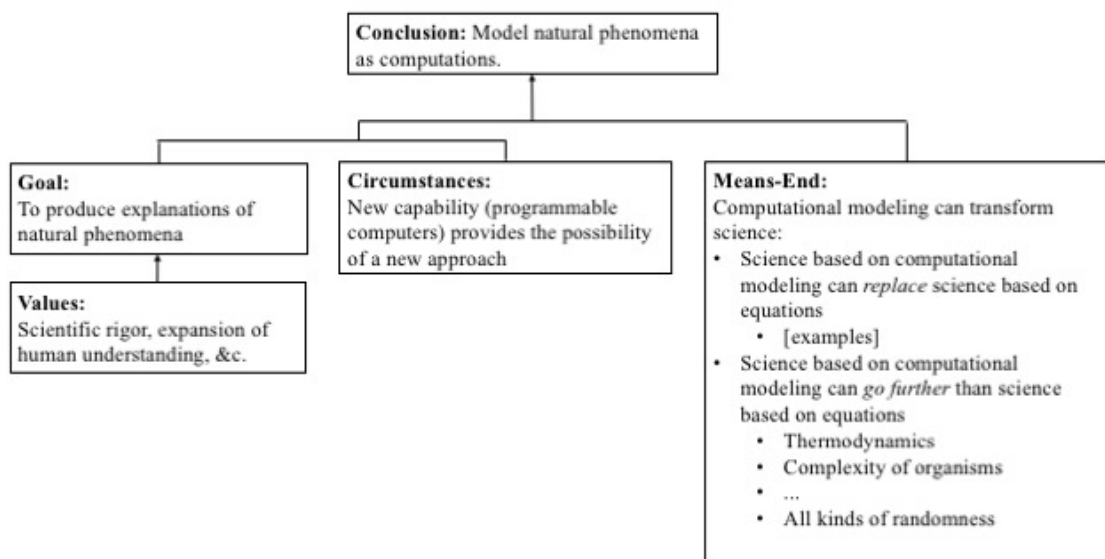 Conclusion: Model natural phenomena
as computations.
Goal:
To produce explanations of
natural phenomena
Values:
Scientific rigor, expansion of
human understanding, &c.
Circumstances:
New capability (programmable
computers) provides the possibility
of a new approach
Means-End:
Computational modeling can transform
science:
• Science based on computational
modeling can replace science based on
equations
• [examples]
• Science based on computational
modeling can go further than science
based on equations
• Thermodynamics
• Complexity of organisms
• ...
• All kinds of randomness